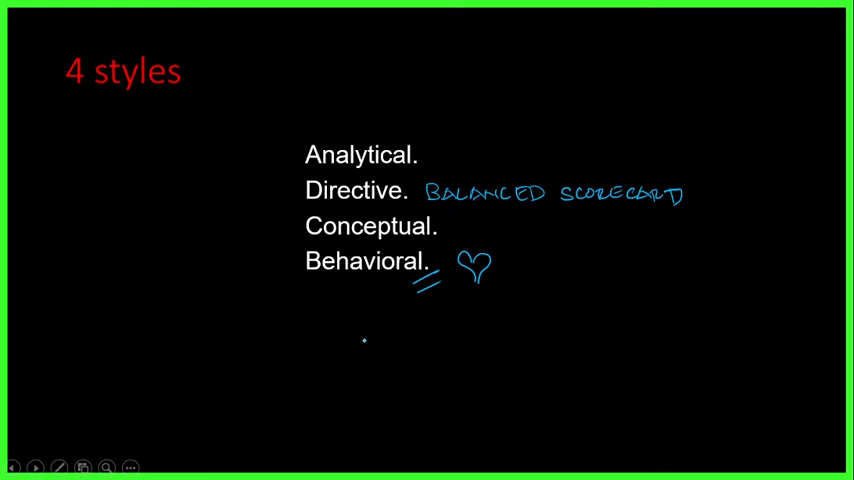 4 styles
Analytical.
Directive. BALANCED SCORECARD
Conceptual.
Behavioral.